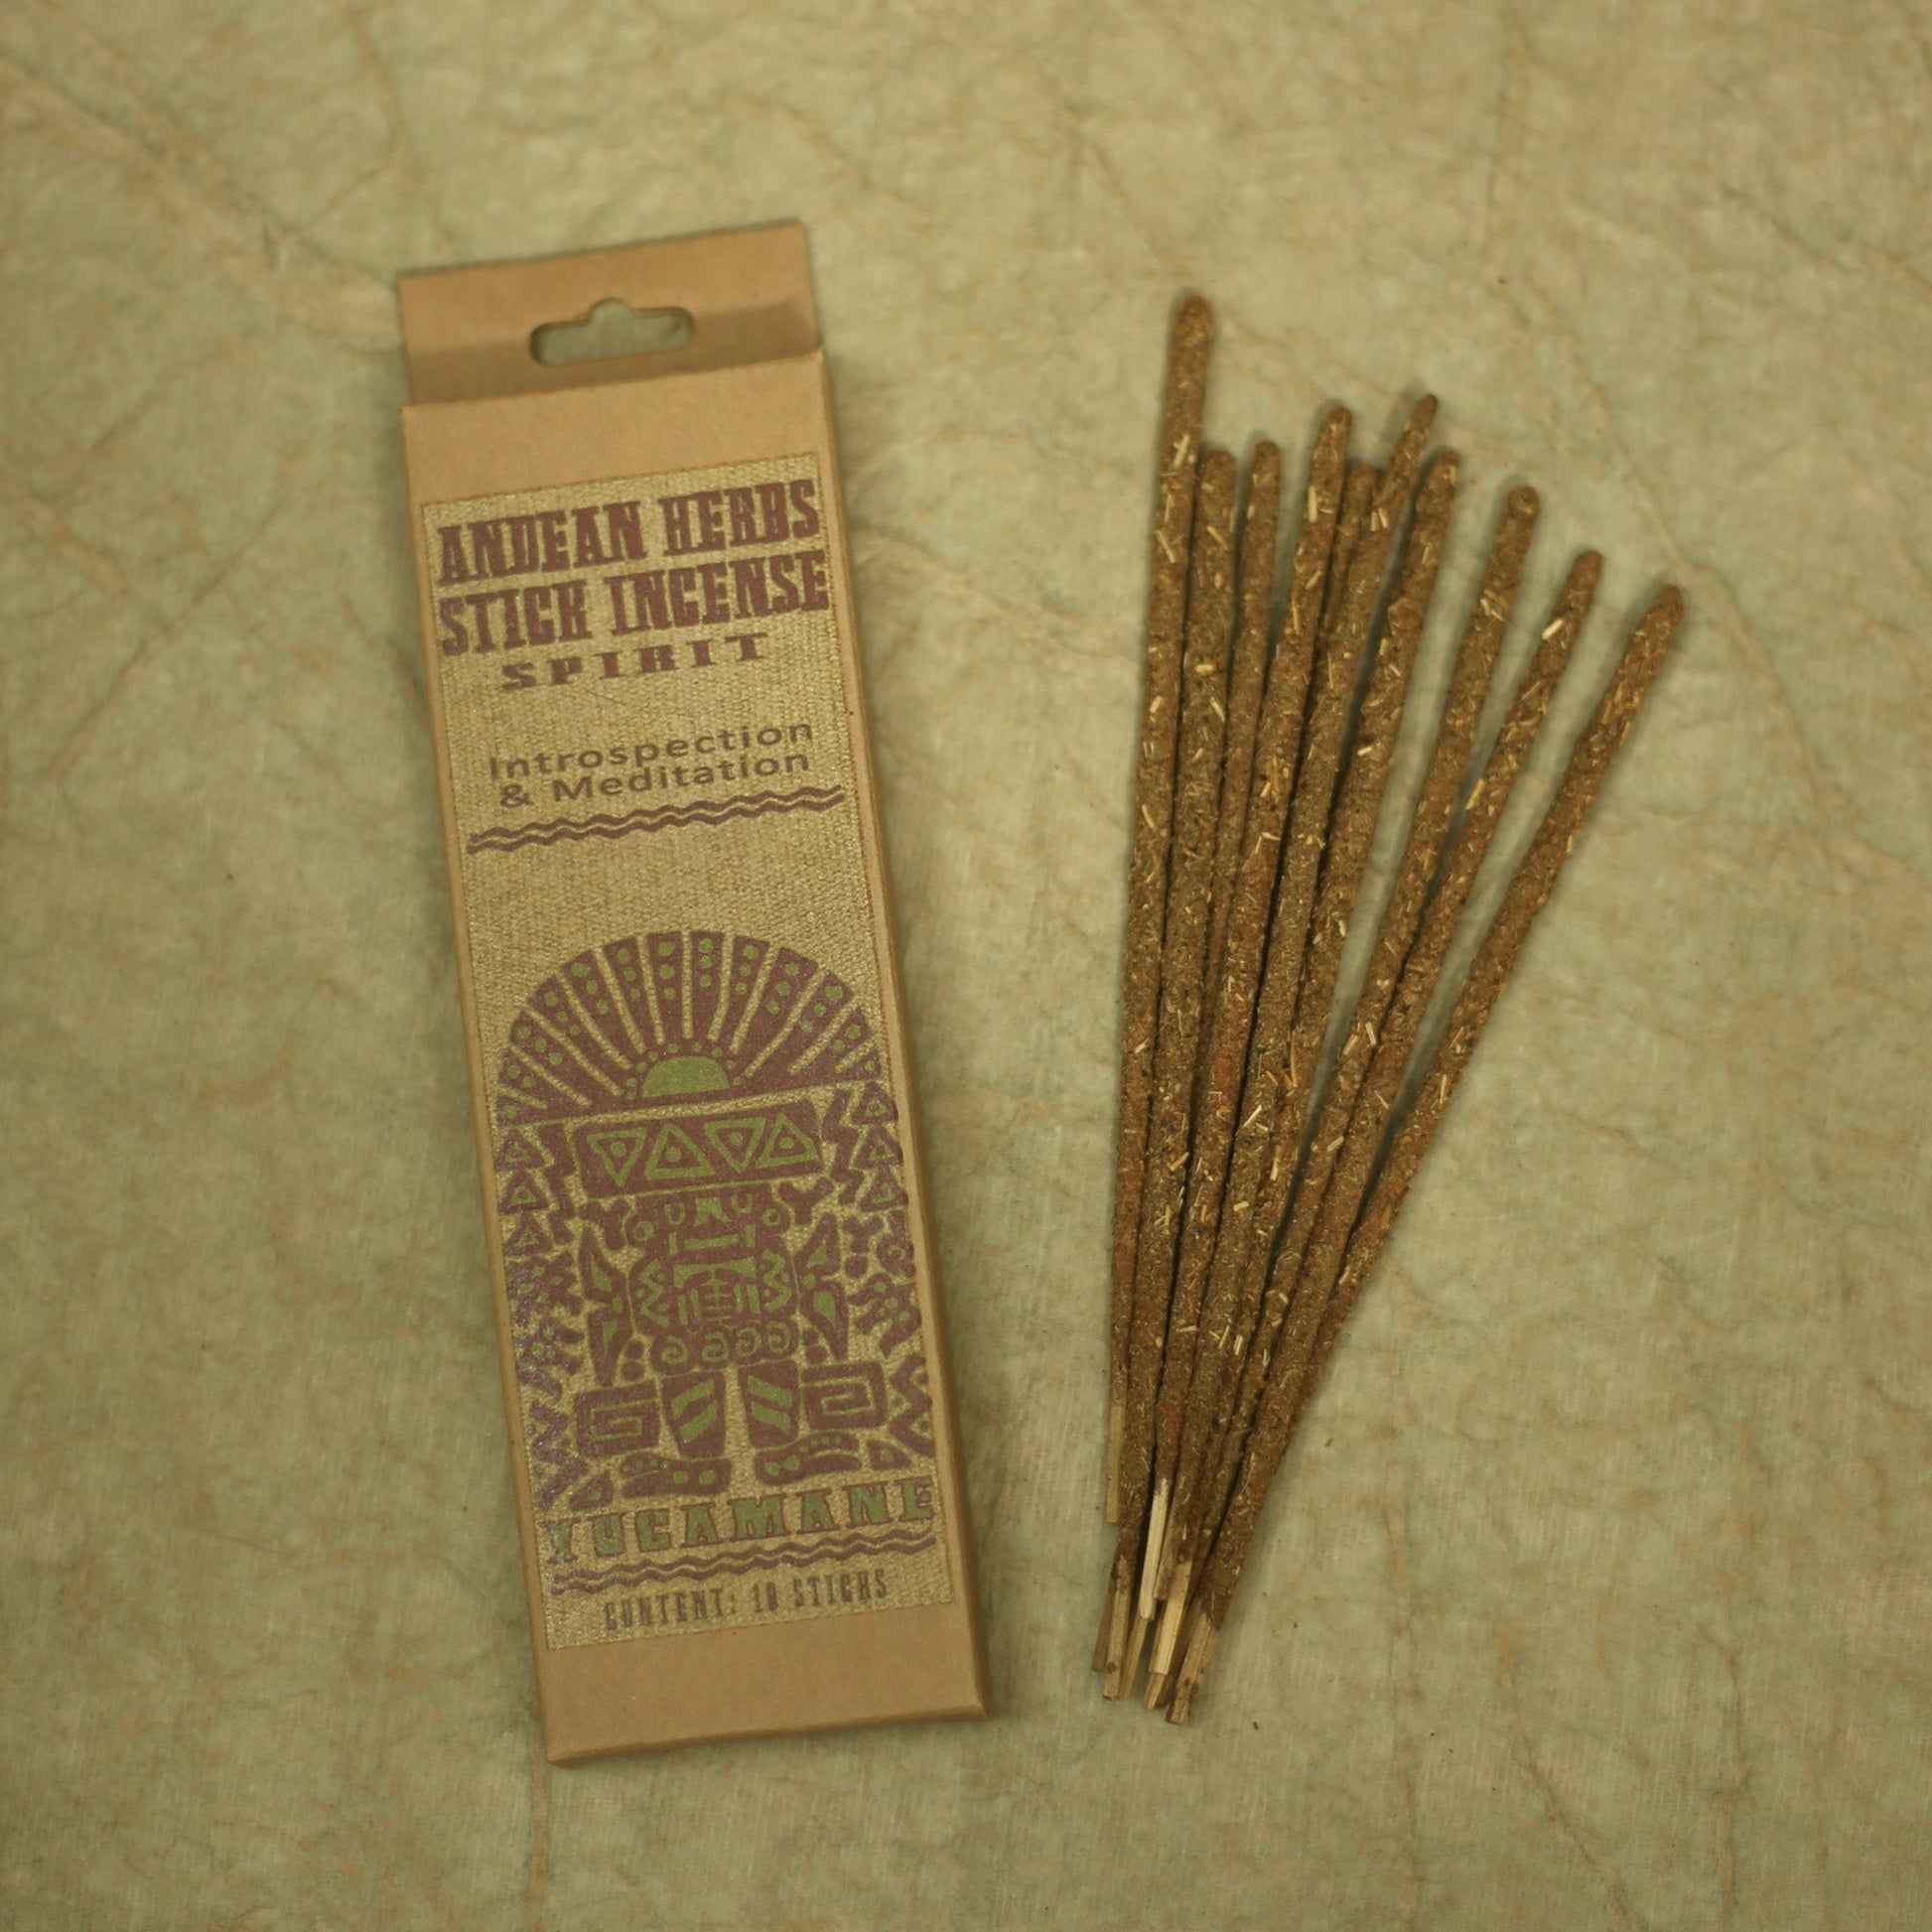 ANDEAN HERBS
STICK INCENSE
SPIRIT
Introspection
& Meditation
YUCAMANE
CONTENT: 10 STICKS